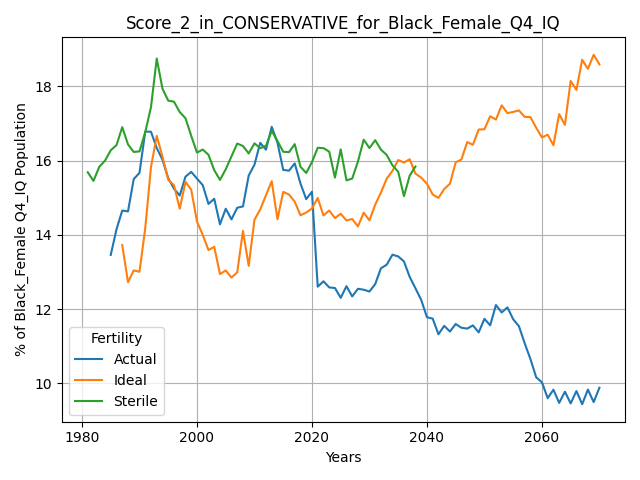 Score_2_in_CONSERVATIVE_for_Black_Female_Q4_IQ
% of Black_Female Q4_IQ Population
18
16
14
12
10
Fertility
Actual
Ideal
Sterile
1980 2000 2020 2040 2060
Years